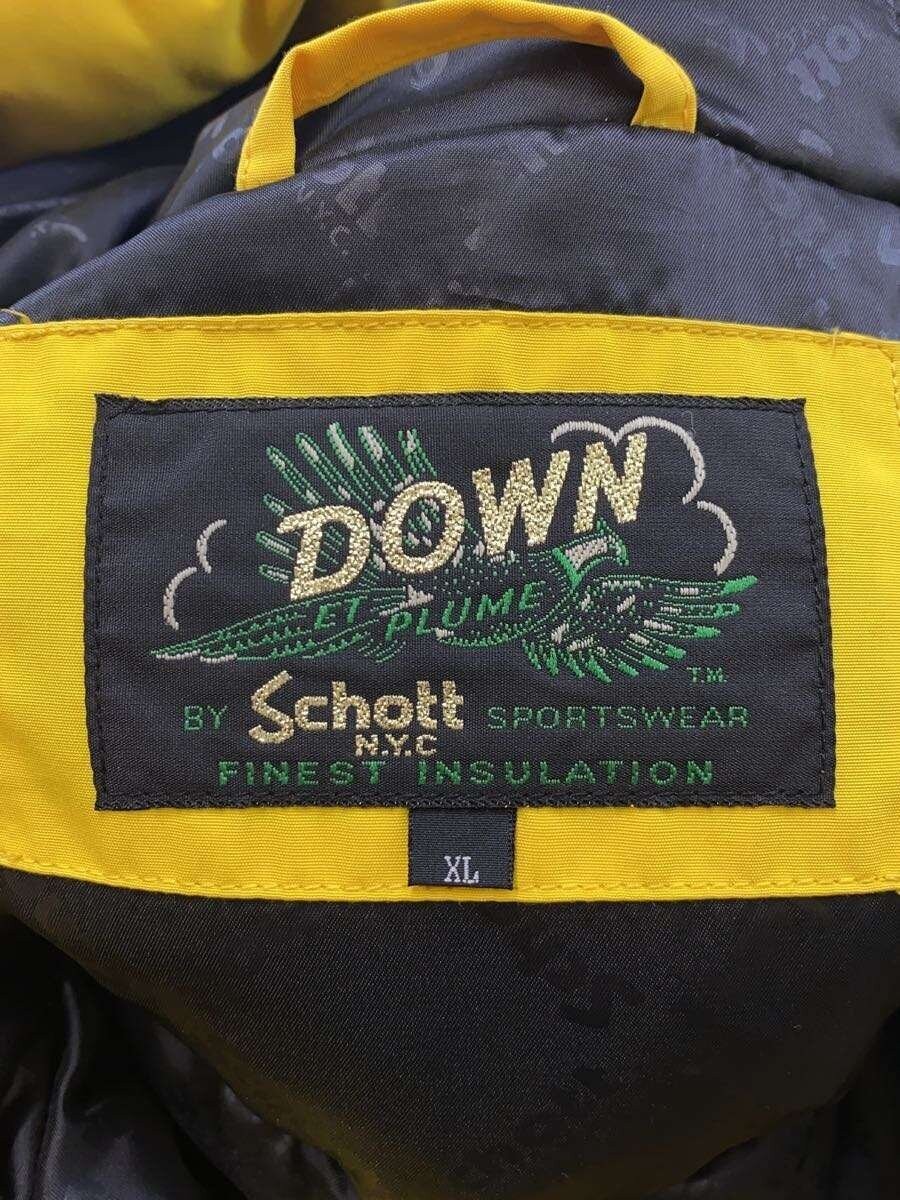 DOWN
ET PLUME
T.M.
BY Schott SPORTSWEAR
N.Y.C
FINEST INSULATION
XL